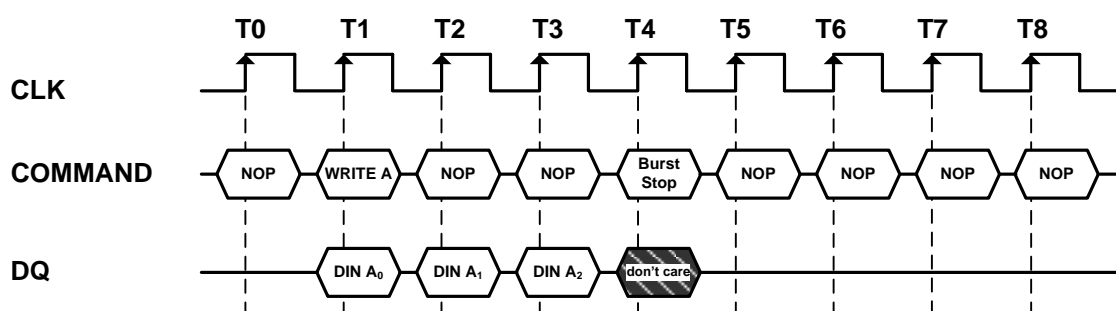 T0 T1 T2 T3 T4 T5 T6 T7 T8
CLK
COMMAND NOP WRITE A NOP NOP Burst Stop NOP NOP NOP NOP
DQ DIN A₀ DIN A₁ DIN A₂ don't care